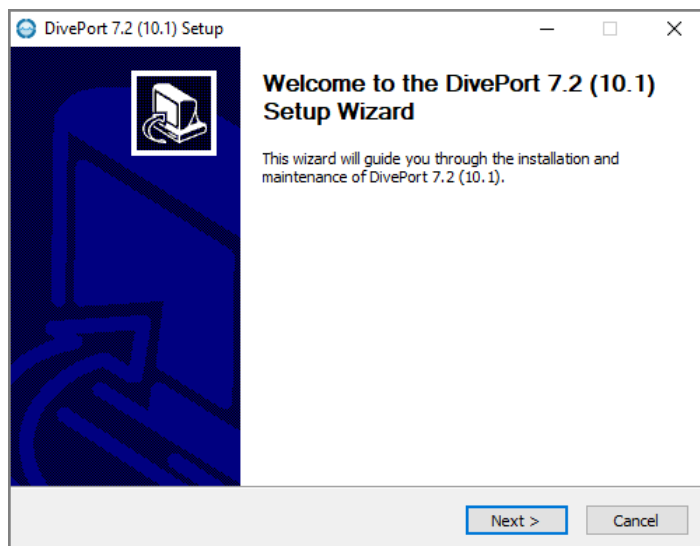 DivePort 7.2 (10.1) Setup
Welcome to the DivePort 7.2 (10.1)
Setup Wizard
This wizard will guide you through the installation and
maintenance of DivePort 7.2 (10.1).
Next >
Cancel